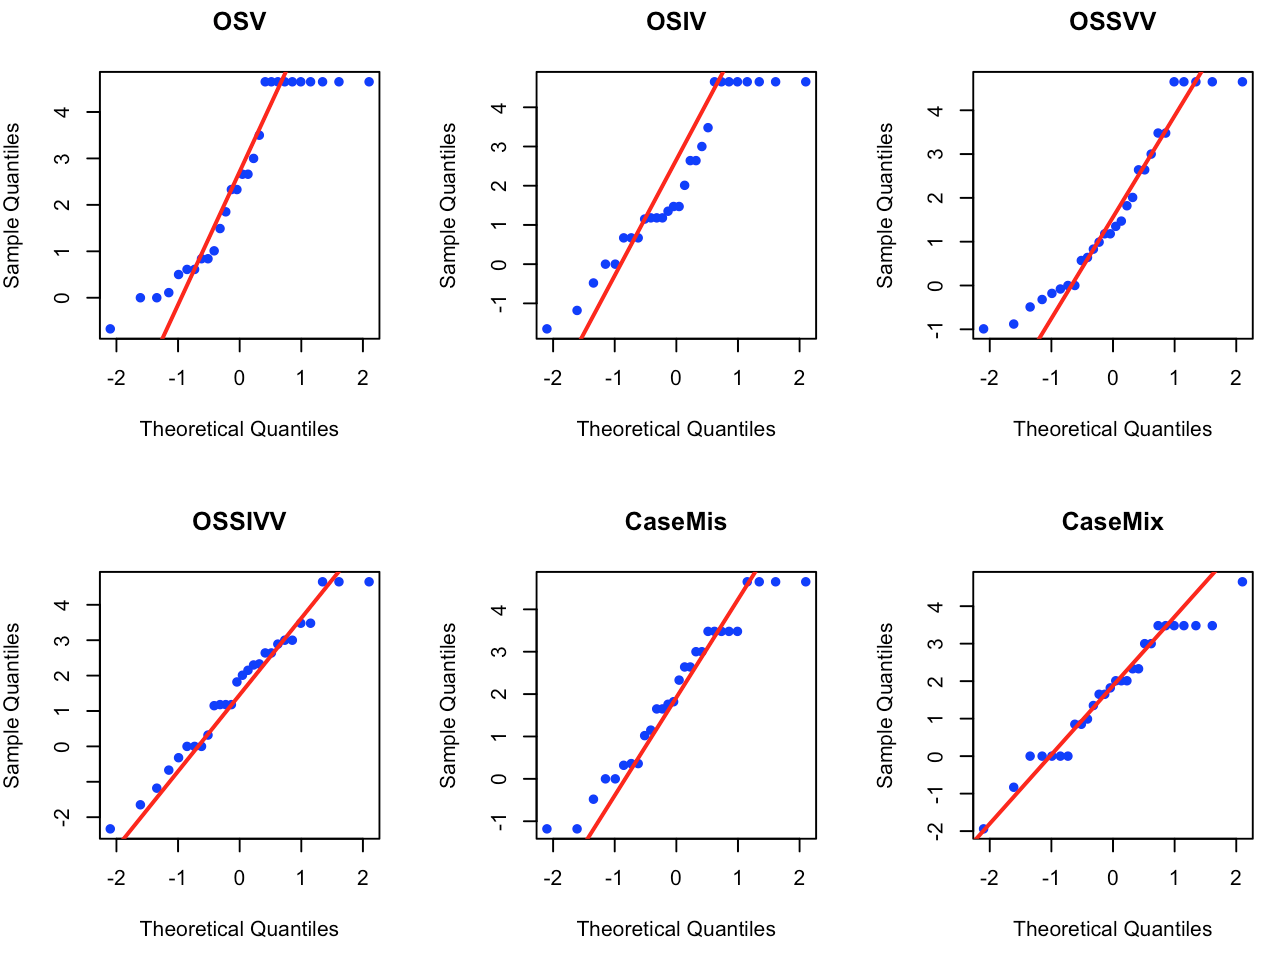 OSV
OSIV
OSSVV
Sample Quantiles
0 1 2 3 4
-2 -1 0 1 2
Theoretical Quantiles
Sample Quantiles
-1 0 1 2 3 4
-2 -1 0 1 2
Theoretical Quantiles
Sample Quantiles
-1 0 1 2 3 4
-2 -1 0 1 2
Theoretical Quantiles
OSSIVV
CaseMis
CaseMix
Sample Quantiles
-2 0 1 2 3 4
-2 -1 0 1 2
Theoretical Quantiles
Sample Quantiles
-1 0 1 2 3 4
-2 -1 0 1 2
Theoretical Quantiles
Sample Quantiles
-2 -1 0 1 2 3 4
-2 -1 0 1 2
Theoretical Quantiles